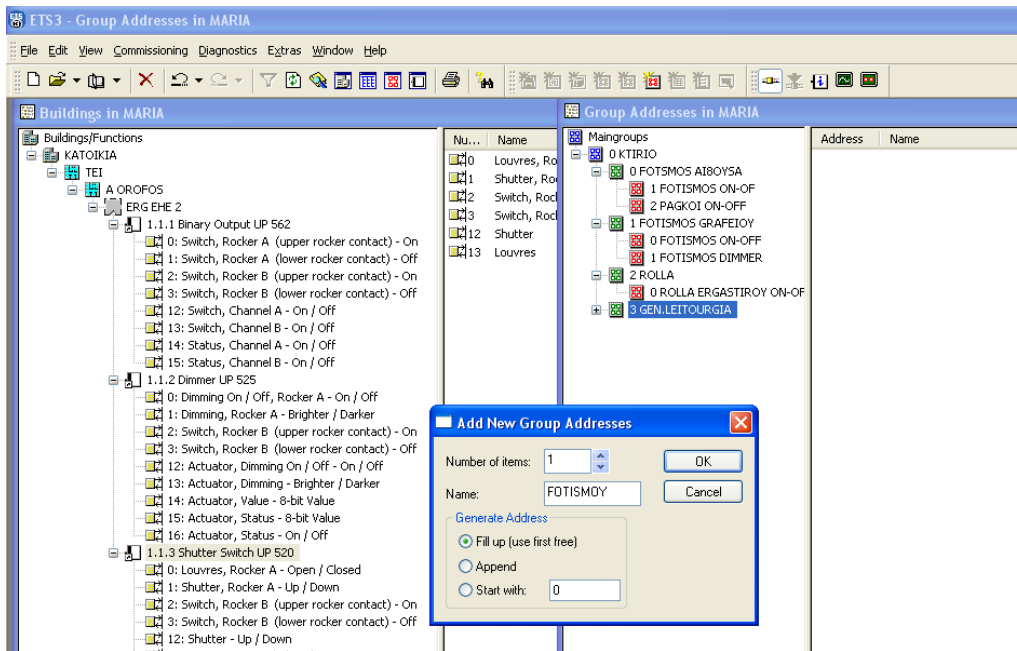 ETS3 - Group Addresses in MARIA
File Edit View Commissioning Diagnostics Extras Window Help
Buildings in MARIA
Buildings/Functions
KATOIKIA
TEI
A OROFOS
ERG EHE 2
1.1.1 Binary Output UP 562
0: Switch, Rocker A (upper rocker contact) - On
1: Switch, Rocker A (lower rocker contact) - Off
2: Switch, Rocker B (upper rocker contact) - On
3: Switch, Rocker B (lower rocker contact) - Off
12: Switch, Channel A - On / Off
13: Switch, Channel B - On / Off
14: Status, Channel A - On / Off
15: Status, Channel B - On / Off
1.1.2 Dimmer UP 525
0: Dimming On / Off, Rocker A - On / Off
1: Dimming, Rocker A - Brighter / Darker
2: Switch, Rocker B (upper rocker contact) - On
3: Switch, Rocker B (lower rocker contact) - Off
12: Actuator, Dimming On / Off - On / Off
13: Actuator, Dimming - Brighter / Darker
14: Actuator, Value - 8-bit Value
15: Actuator, Status - 8-bit Value
16: Actuator, Status - On / Off
1.1.3 Shutter Switch UP 520
0: Louvres, Rocker A - Open / Closed
1: Shutter, Rocker A - Up / Down
2: Switch, Rocker B (upper rocker contact) - On
3: Switch, Rocker B (lower rocker contact) - Off
12: Shutter - Up / Down
Nu... Name
0 Louvres, Ro
1 Shutter, Ro
2 Switch, Rock
3 Switch, Rock
12 Shutter
13 Louvres
Group Addresses in MARIA
Maingroups
0 KTIRIO
0 FOTSMOS AI8OYSA
1 FOTISMOS ON-OF
2 PAGKOI ON-OFF
1 FOTISMOS GRAFEIOY
0 FOTISMOS ON-OFF
1 FOTISMOS DIMMER
2 ROLLA
0 ROLLA ERGASTIROY ON-OF
3 GEN.LEITOURGIA
Address Name
Add New Group Addresses
Number of items: 1
OK
Name: FOTISMOY
Cancel
Generate Address
Fill up (use first free)
Append
Start with: 0